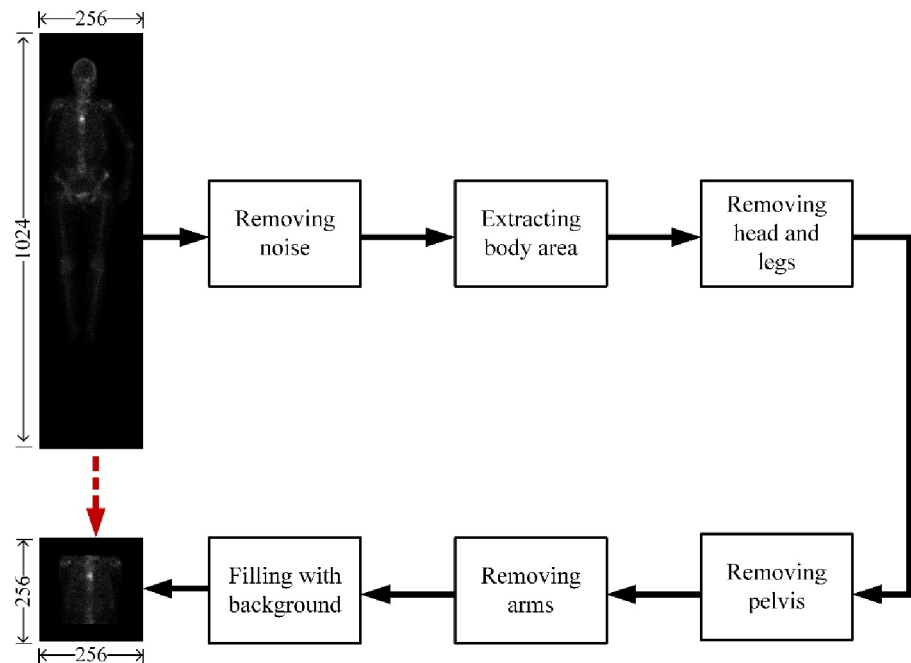 256
1024
Removing
noise
Extracting
body area
Removing
head and
legs
Removing
pelvis
Removing
arms
Filling with
background
256
256